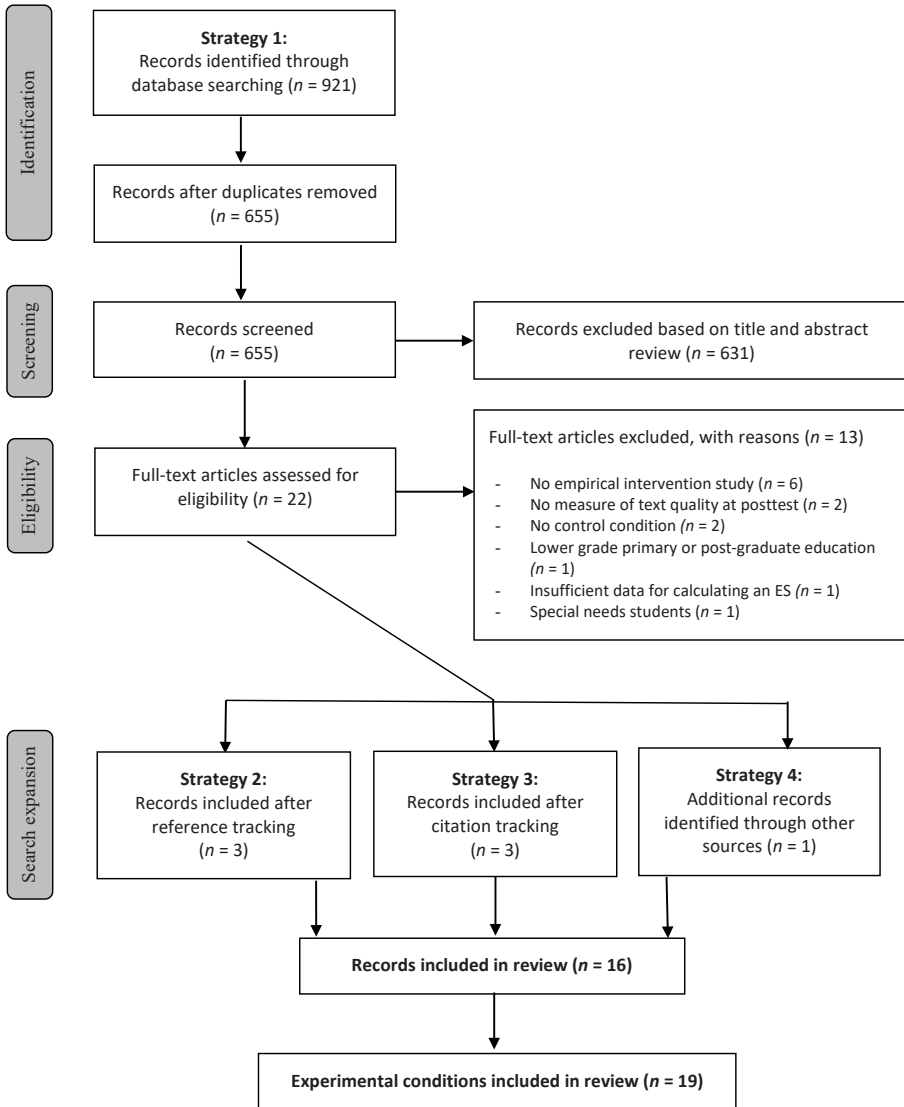 Identification
Strategy 1:
Records identified through
database searching (n = 921)
Records after duplicates removed
(n = 655)
Screening
Records screened
(n = 655)
Records excluded based on title and abstract
review (n = 631)
Eligibility
Full-text articles assessed for
eligibility (n = 22)
Full-text articles excluded, with reasons (n = 13)
- No empirical intervention study (n = 6)
- No measure of text quality at posttest (n = 2)
- No control condition (n = 2)
- Lower grade primary or post-graduate education
(n = 1)
- Insufficient data for calculating an ES (n = 1)
- Special needs students (n = 1)
Search expansion
Strategy 2:
Records included after
reference tracking
(n = 3)
Strategy 3:
Records included after
citation tracking
(n = 3)
Strategy 4:
Additional records
identified through other
sources (n = 1)
Records included in review (n = 16)
Experimental conditions included in review (n = 19)